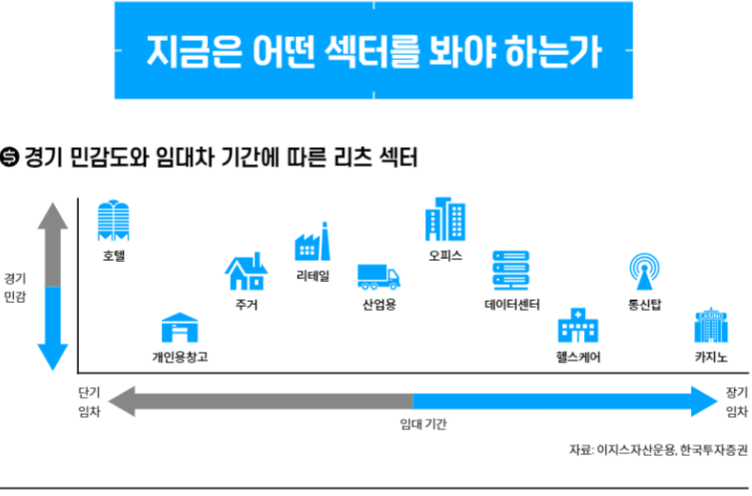 지금은 어떤 섹터를 봐야 하는가
$ 경기 민감도와 임대차 기간에 따른 리츠 섹터
경기
민감
호텔
개인용창고
주거
리테일
산업용
오피스
데이터센터
헬스케어
통신탑
CASINO
카지노
단기
임차
임대 기간
장기
임차
자료: 이지스자산운용, 한국투자증권